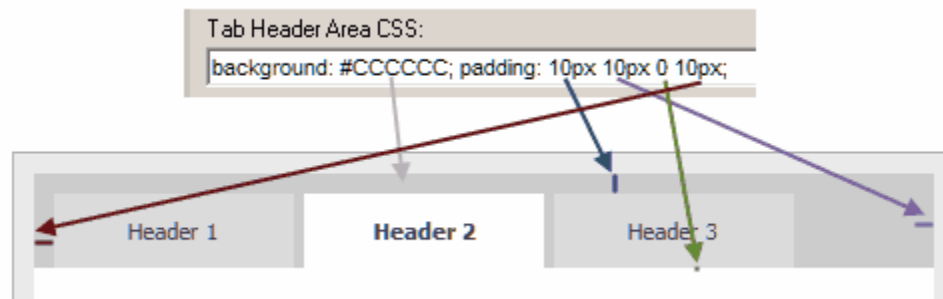 Tab Header Area CSS:
background: #CCCCCC; padding: 10px 10px 0 10px;
Header 1 Header 2 Header 3